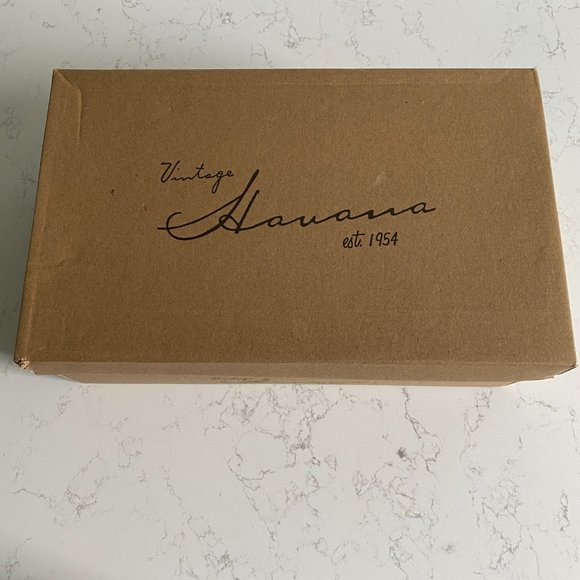 Vintage
Havana
est. 1954